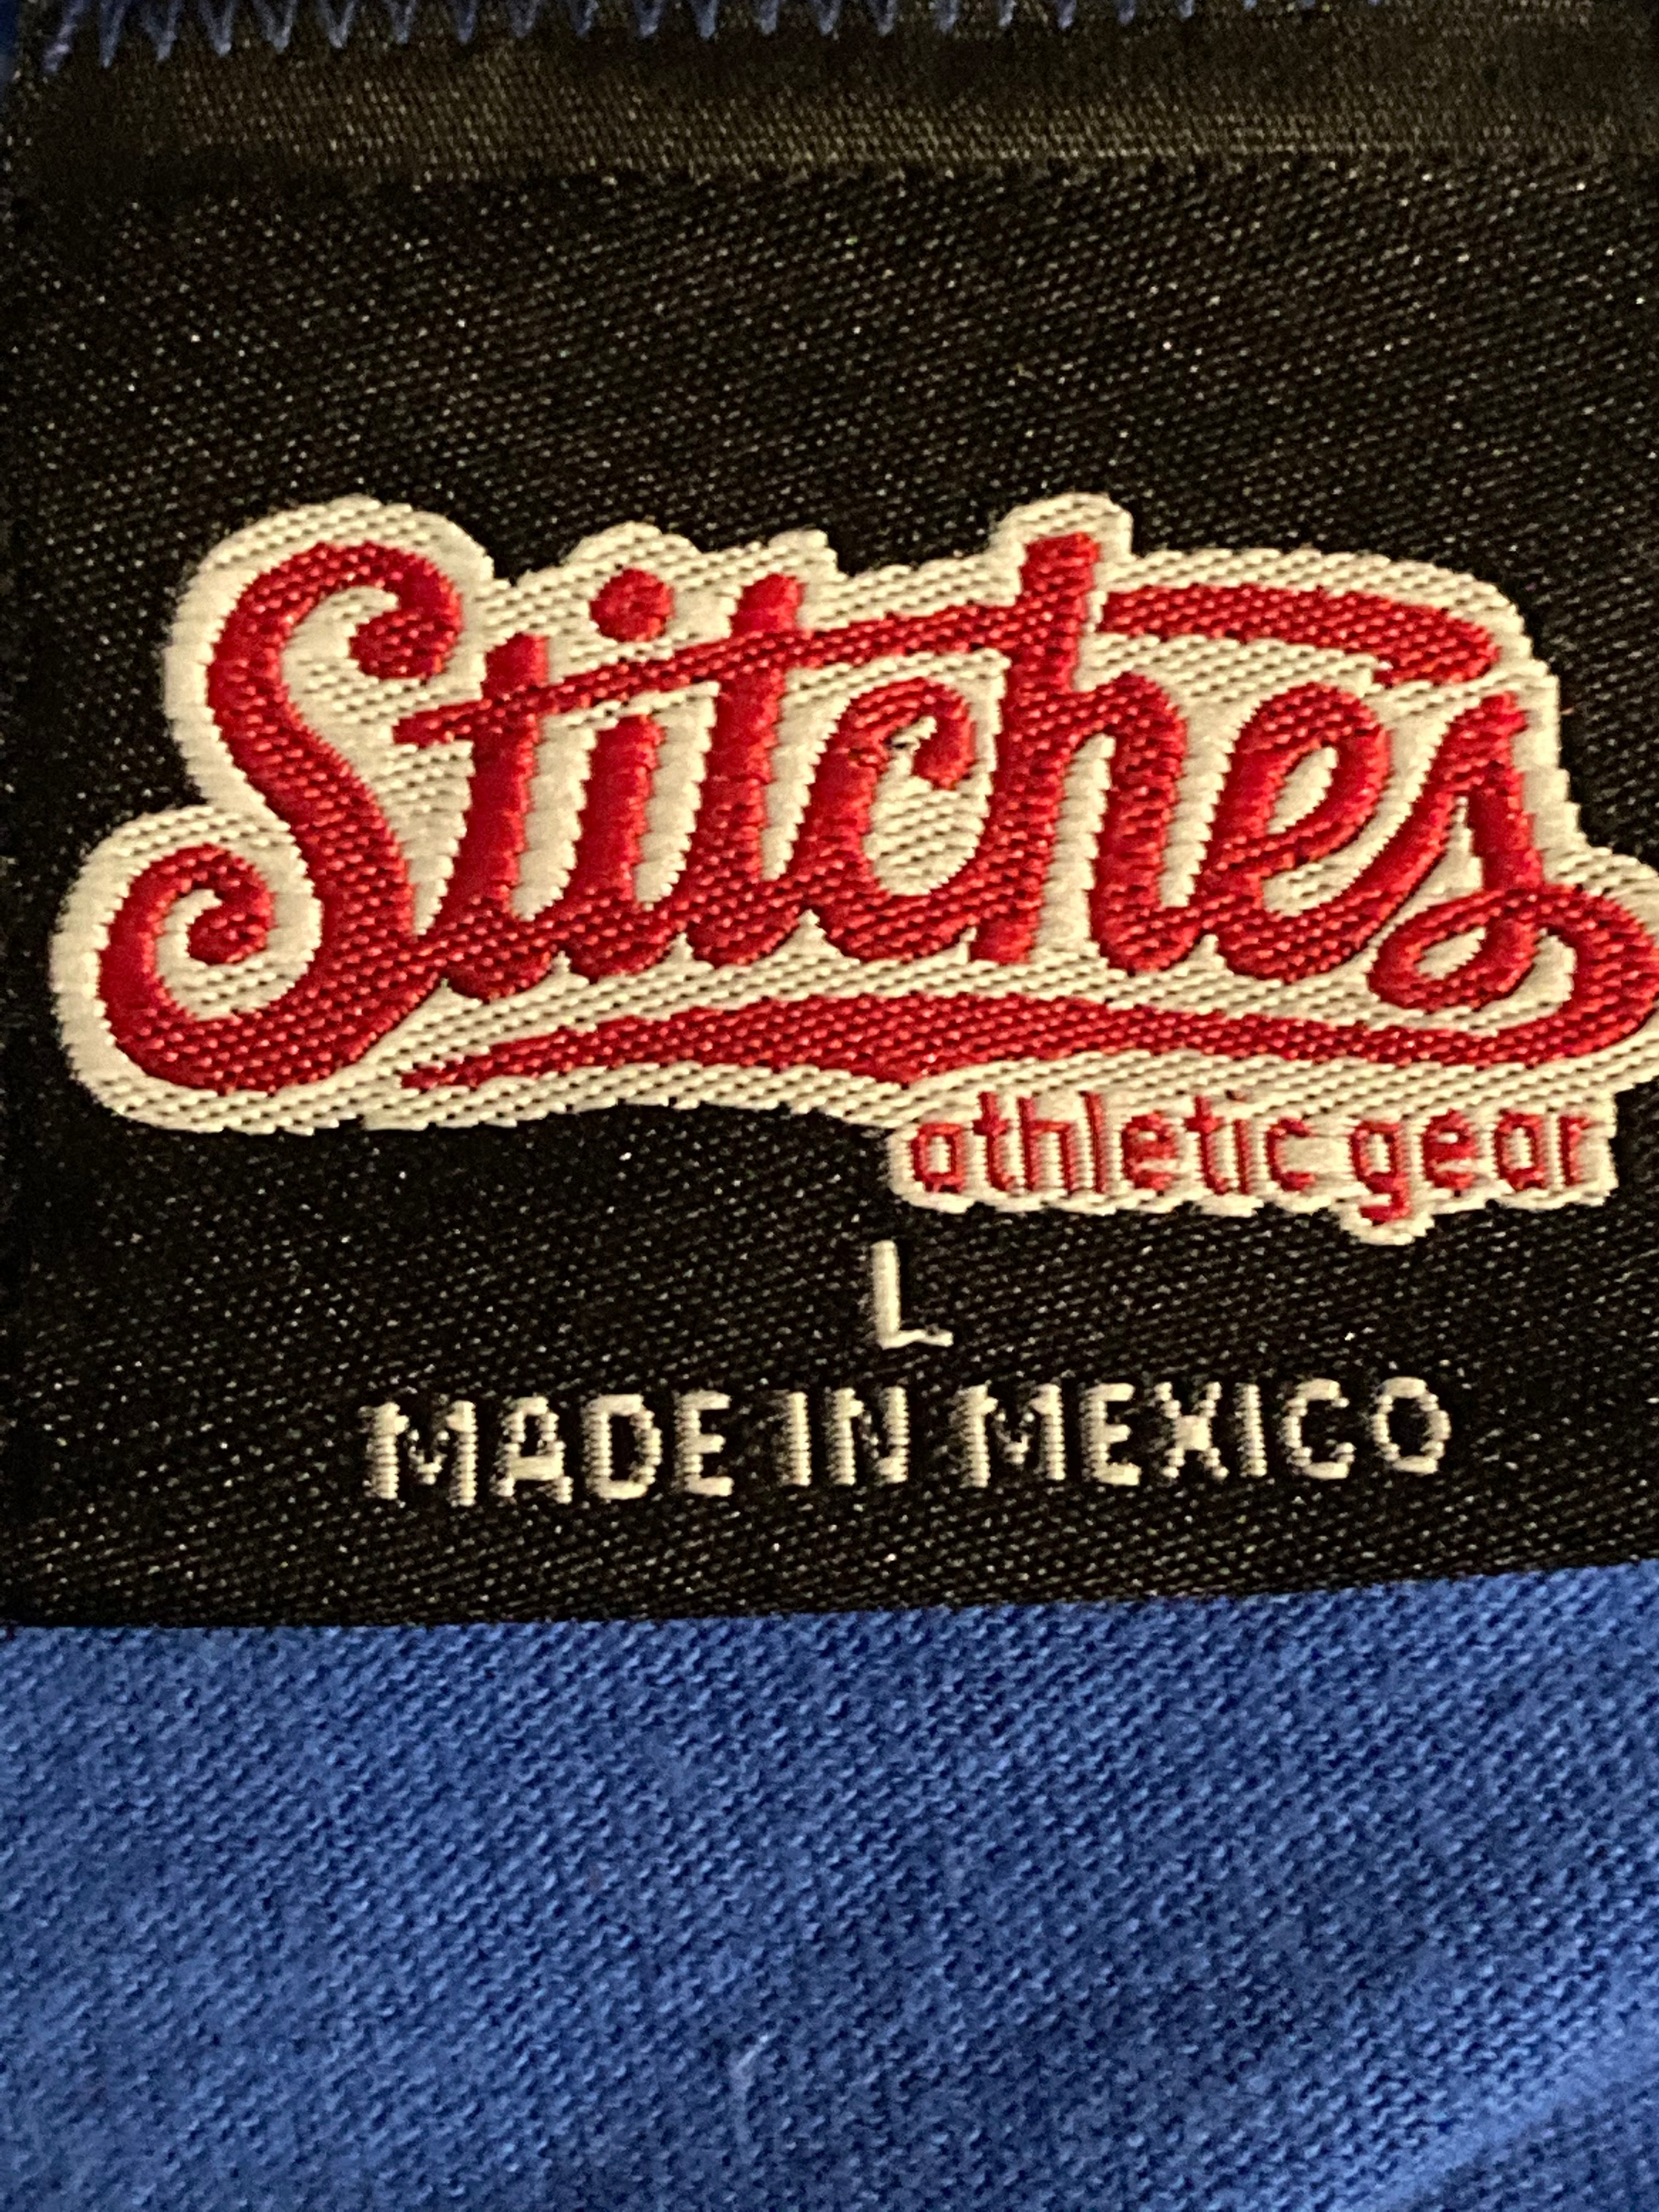 Stitches
athletic gear
L
MADE IN MEXICO